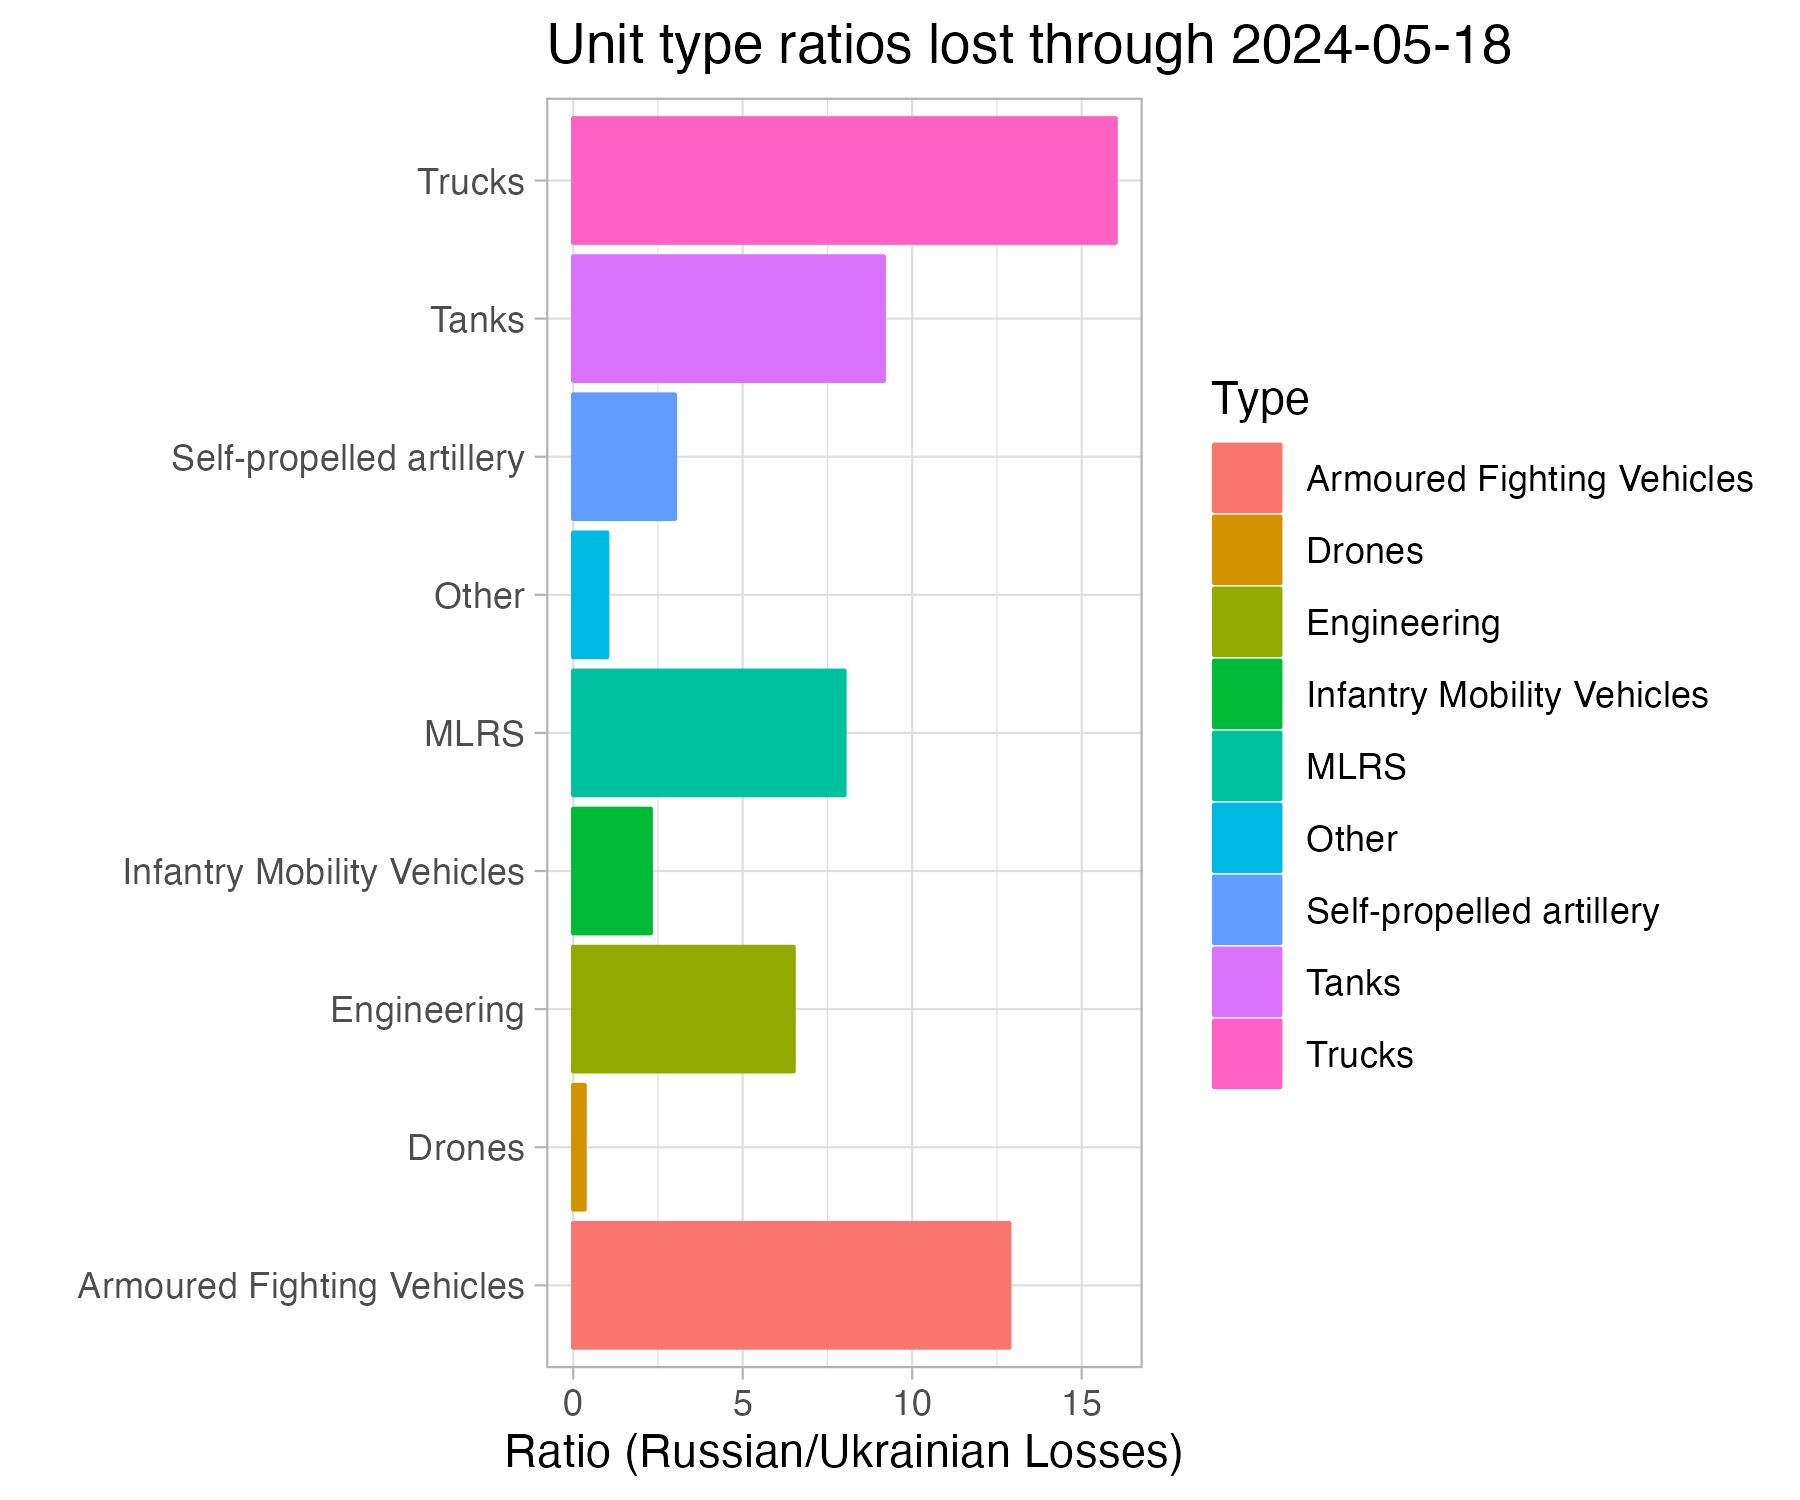 Unit type ratios lost through 2024-05-18
Trucks
Tanks
Self-propelled artillery
Other
MLRS
Infantry Mobility Vehicles
Engineering
Drones
Armoured Fighting Vehicles
0 5 10 15
Ratio (Russian/Ukrainian Losses)
Type
Armoured Fighting Vehicles
Drones
Engineering
Infantry Mobility Vehicles
MLRS
Other
Self-propelled artillery
Tanks
Trucks